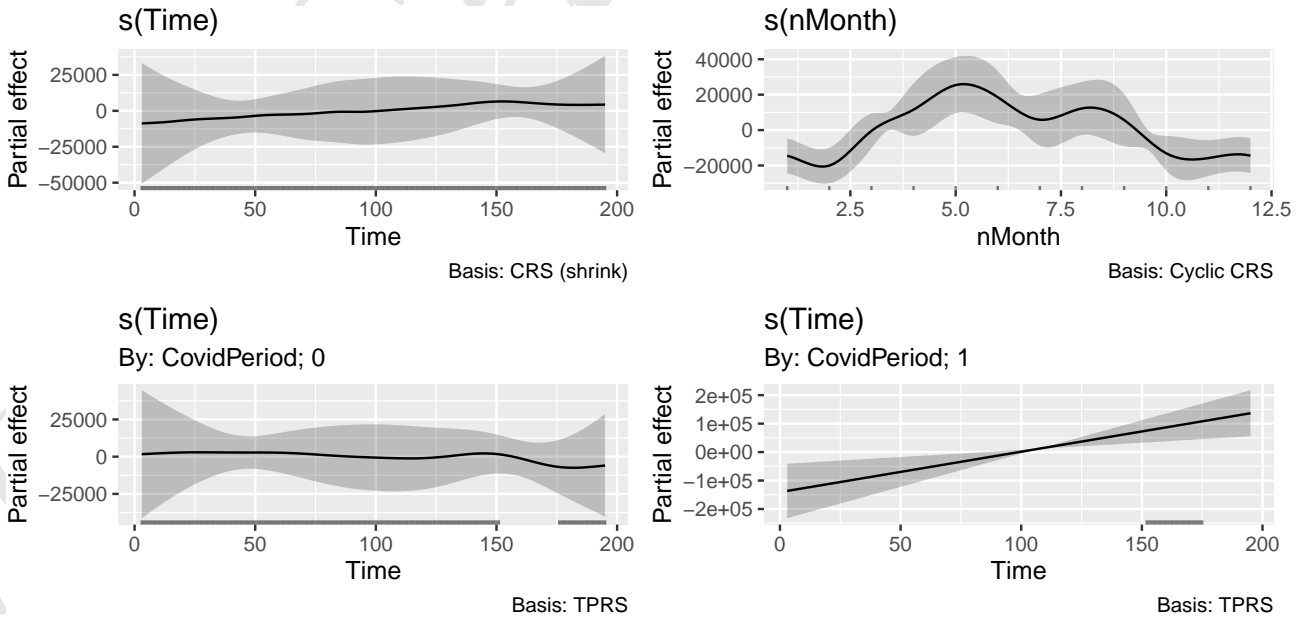 s(Time)
Partial effect
25000
0
−25000
−50000
0 50 100 150 200
Time
Basis: CRS (shrink)
s(nMonth)
Partial effect
40000
20000
0
−20000
2.5 5.0 7.5 10.0 12.5
nMonth
Basis: Cyclic CRS
s(Time)
By: CovidPeriod; 0
Partial effect
25000
0
−25000
0 50 100 150 200
Time
Basis: TPRS
s(Time)
By: CovidPeriod; 1
Partial effect
2e+05
1e+05
0e+00
−1e+05
−2e+05
0 50 100 150 200
Time
Basis: TPRS